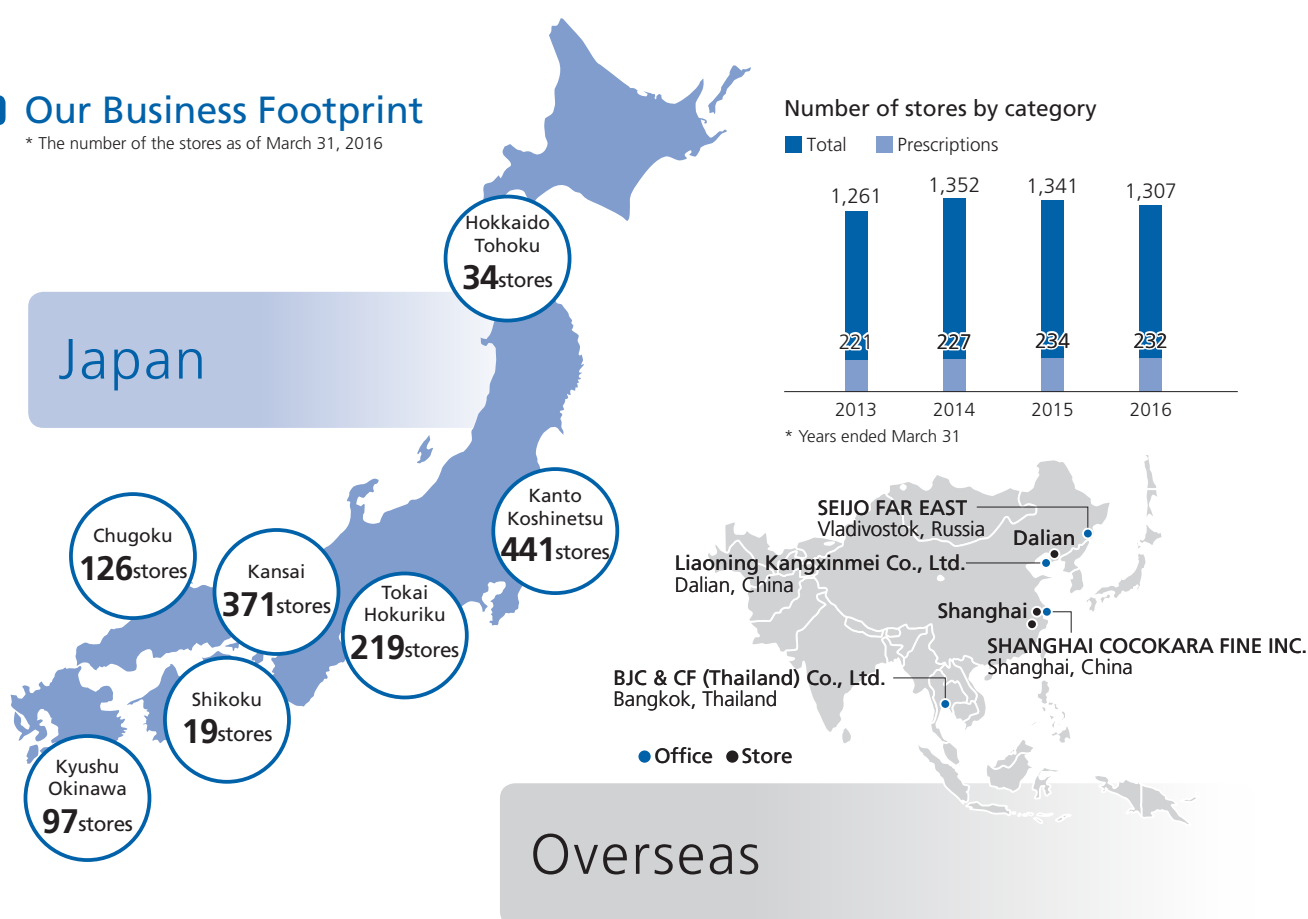 Our Business Footprint
* The number of the stores as of March 31, 2016
Number of stores by category
Total Prescriptions
1,261 1,352 1,341 1,307
221 227 234 232
2013 2014 2015 2016
* Years ended March 31
Japan
Hokkaido
Tohoku
34stores
Kanto
Koshinetsu
441stores
Chugoku
126stores
Kansai
371stores
Tokai
Hokuriku
219stores
Shikoku
19stores
Kyushu
Okinawa
97stores
SEIJO FAR EAST
Vladivostok, Russia
Dalian
Liaoning Kangxinmei Co., Ltd.
Dalian, China
Shanghai
SHANGHAI COCOKARA FINE INC.
Shanghai, China
BJC & CF (Thailand) Co., Ltd.
Bangkok, Thailand
Office Store
Overseas